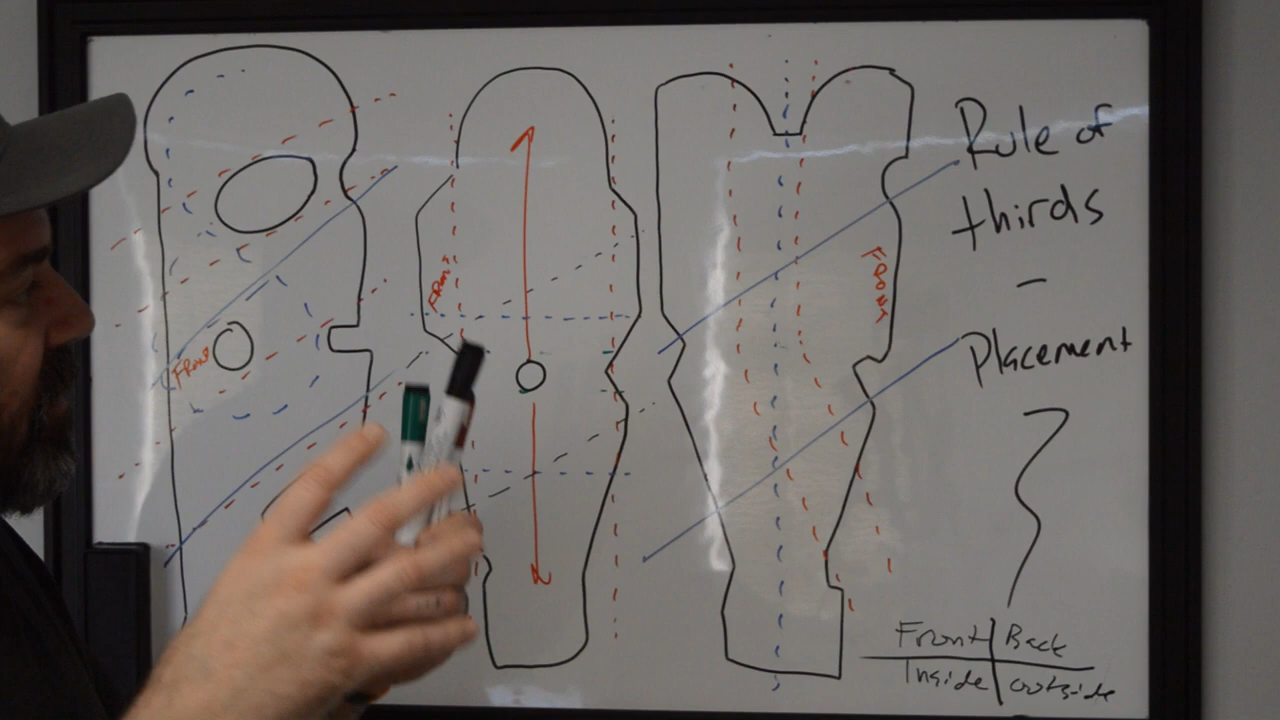 Rule of
thirds
-
Placement
FRONT
FRONT
FRONT
Front Back
Inside outside